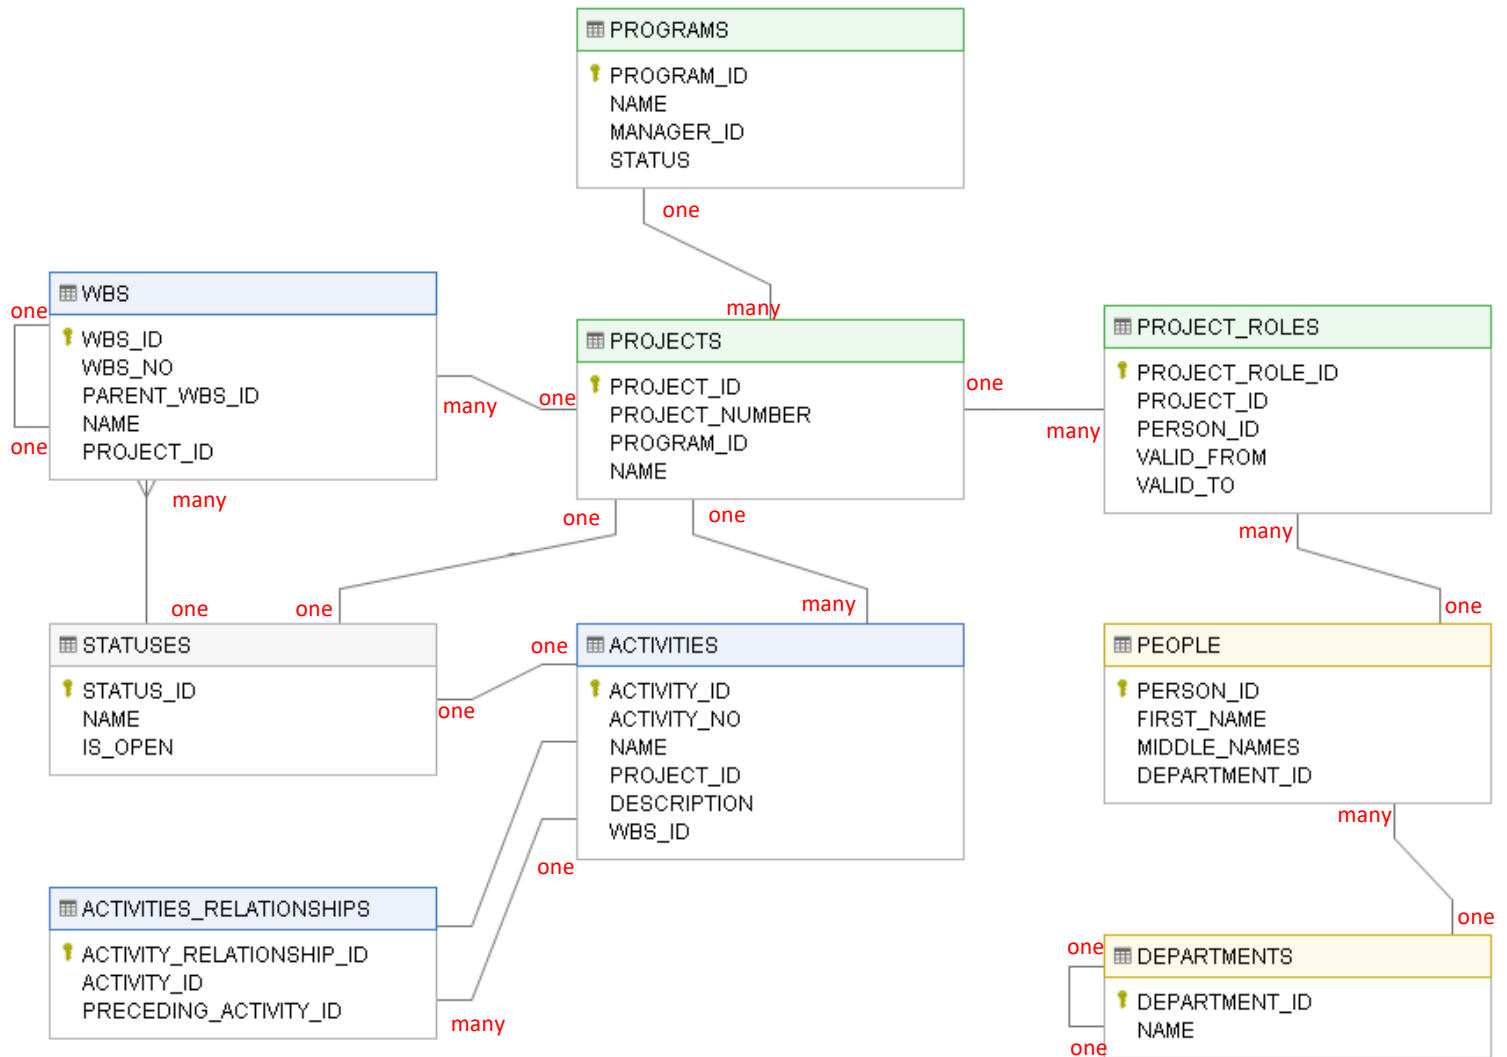 PROGRAMS
PROGRAM_ID
NAME
MANAGER_ID
STATUS
one
many
WBS
WBS_ID
WBS_NO
PARENT_WBS_ID
NAME
PROJECT_ID
one
one
many
many
one
PROJECTS
PROJECT_ID
PROJECT_NUMBER
PROGRAM_ID
NAME
one
one
one
many
PROJECT_ROLES
PROJECT_ROLE_ID
PROJECT_ID
PERSON_ID
VALID_FROM
VALID_TO
many
one
one
one
many
STATUSES
STATUS_ID
NAME
IS_OPEN
one
one
ACTIVITIES
ACTIVITY_ID
ACTIVITY_NO
NAME
PROJECT_ID
DESCRIPTION
WBS_ID
one
PEOPLE
PERSON_ID
FIRST_NAME
MIDDLE_NAMES
DEPARTMENT_ID
many
one
ACTIVITIES_RELATIONSHIPS
ACTIVITY_RELATIONSHIP_ID
ACTIVITY_ID
PRECEDING_ACTIVITY_ID
many
one
DEPARTMENTS
DEPARTMENT_ID
NAME
one